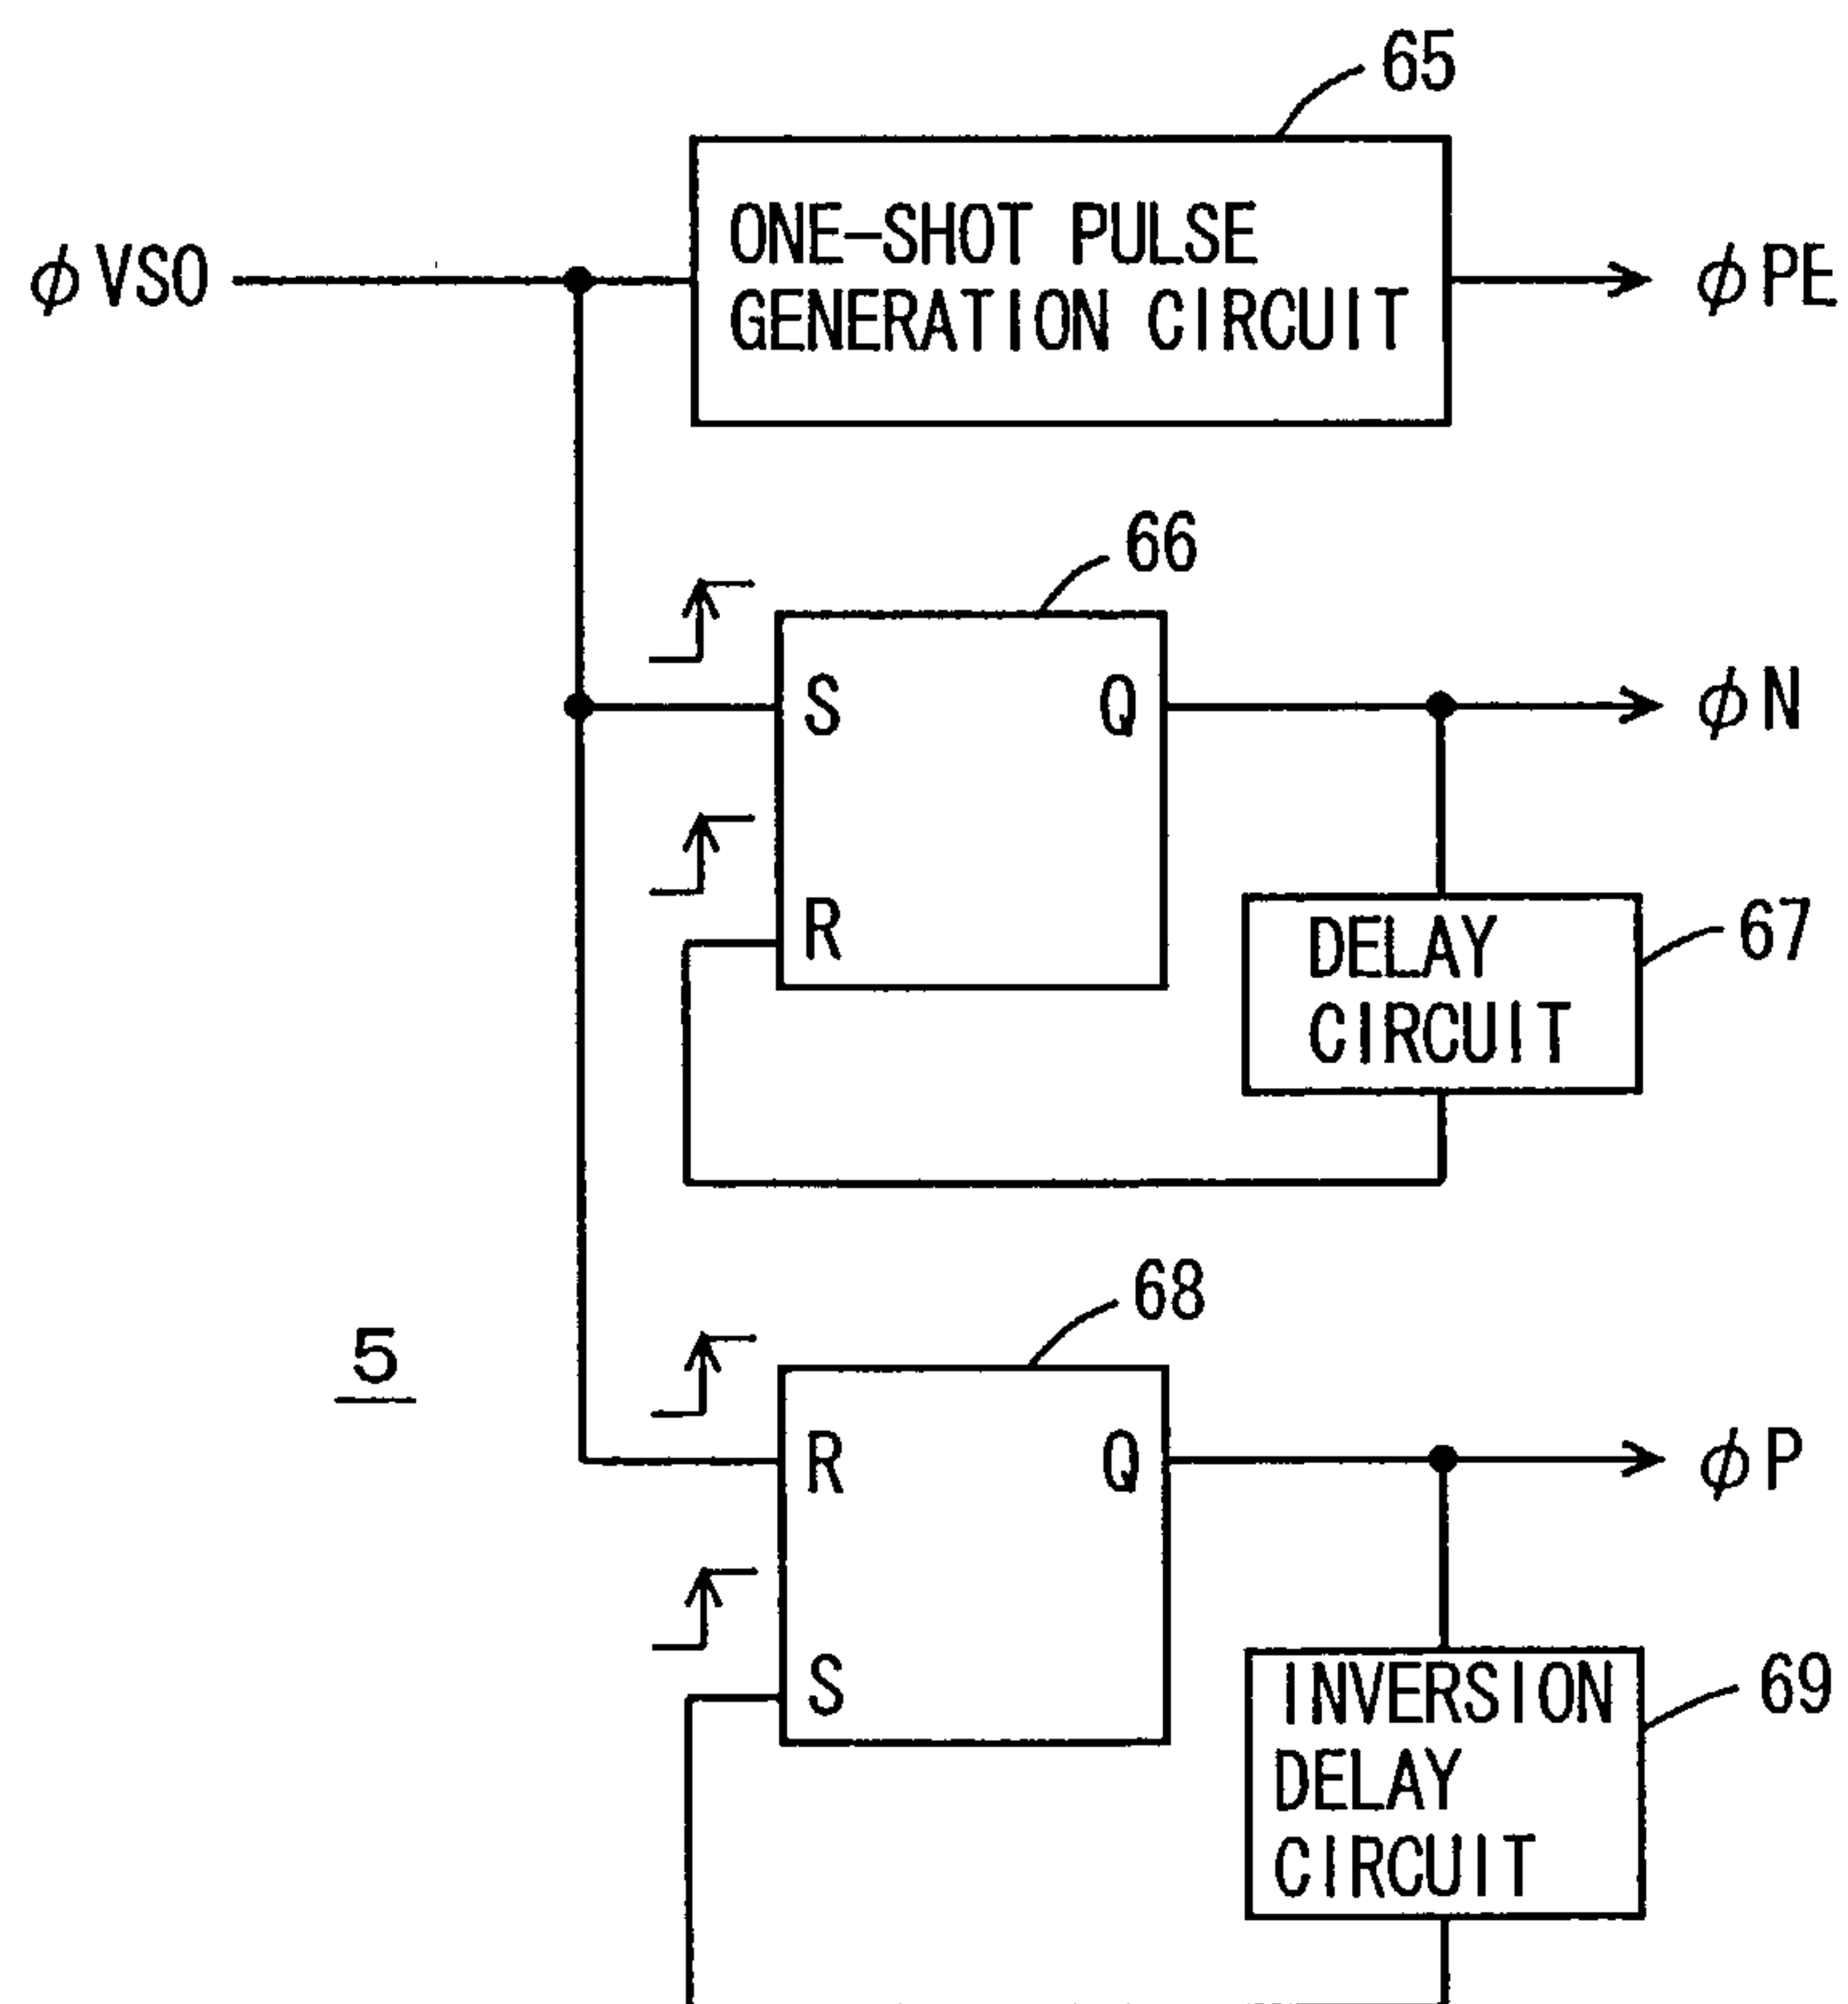 65
ONE-SHOT PULSE
GENERATION CIRCUIT
φVS0
φPE
66
S
Q
φN
R
DELAY
CIRCUIT
67
68
5
R
Q
φP
S
INVERSION
DELAY
CIRCUIT
69